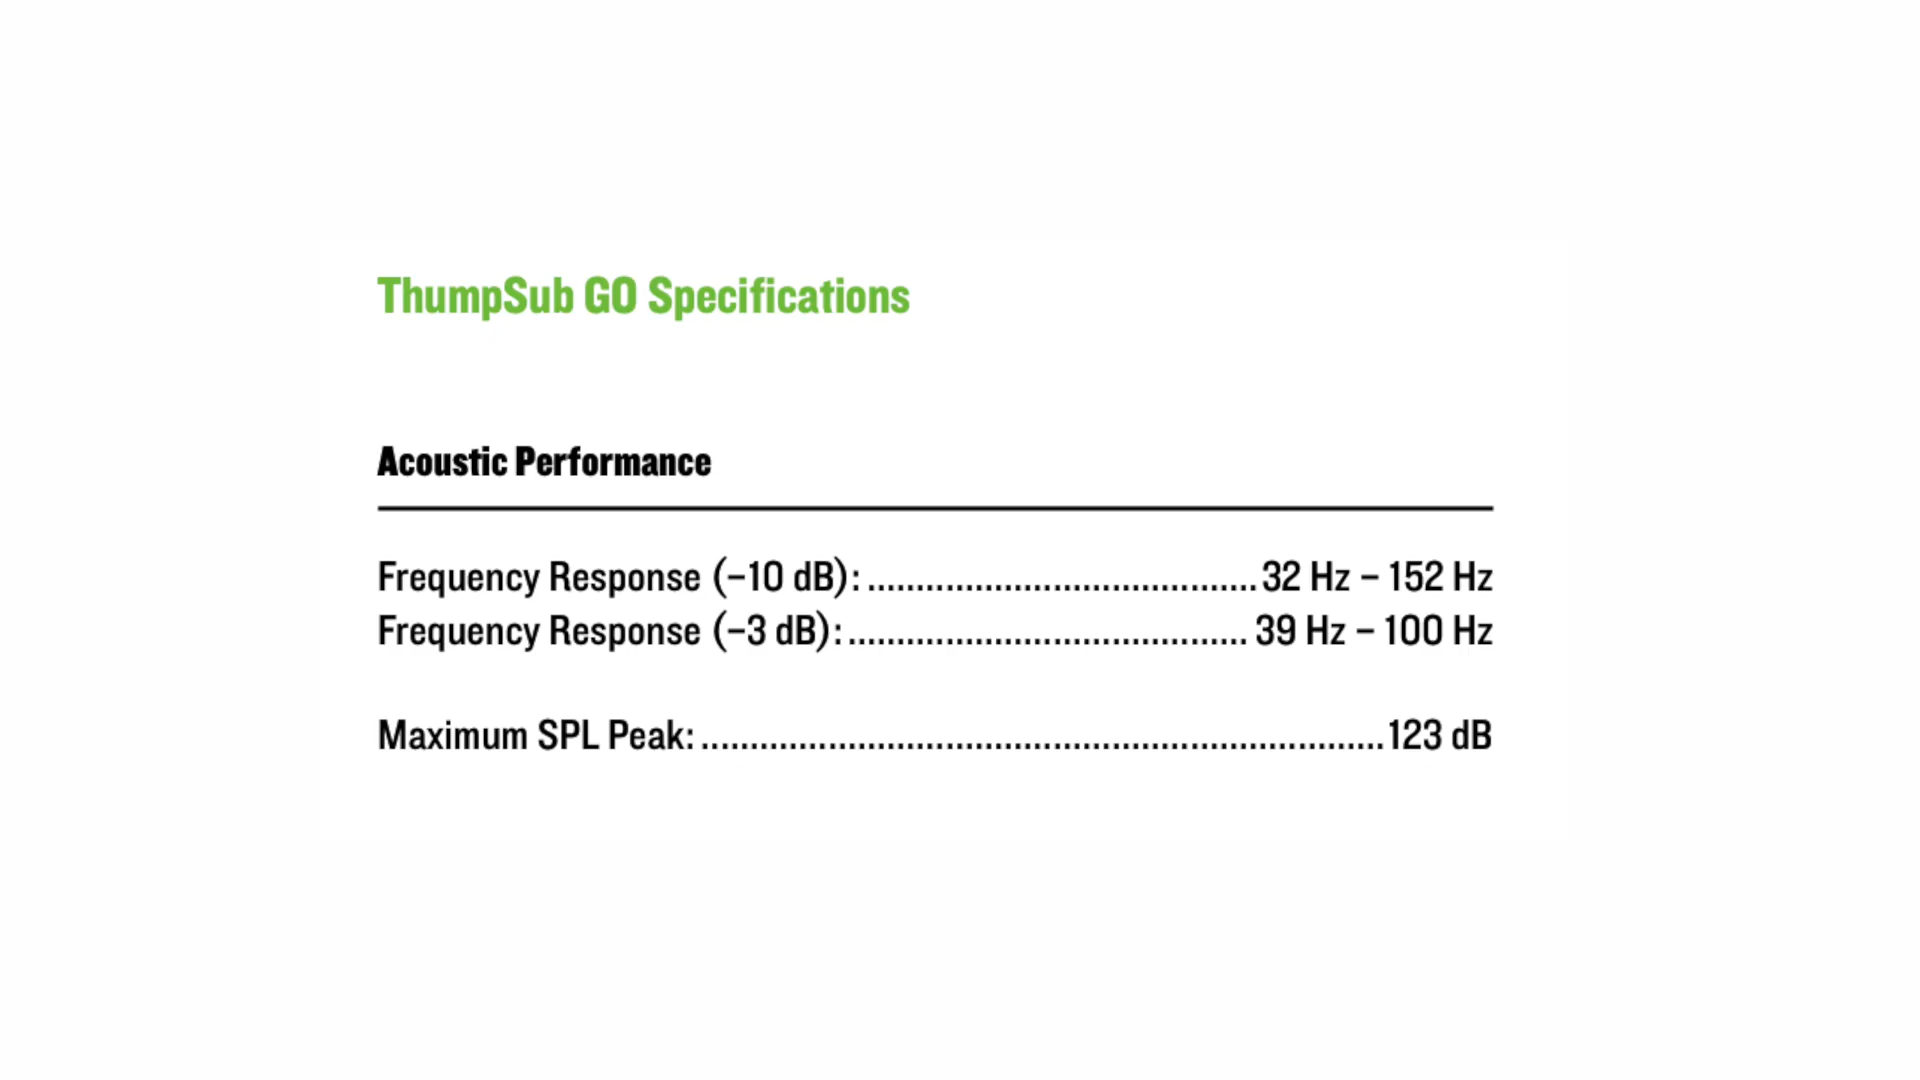 ThumpSub GO Specifications
Acoustic Performance
Frequency Response (–10 dB): ........................................ 32 Hz – 152 Hz
Frequency Response (–3 dB): ......................................... 39 Hz – 100 Hz
Maximum SPL Peak: ...................................................................... 123 dB